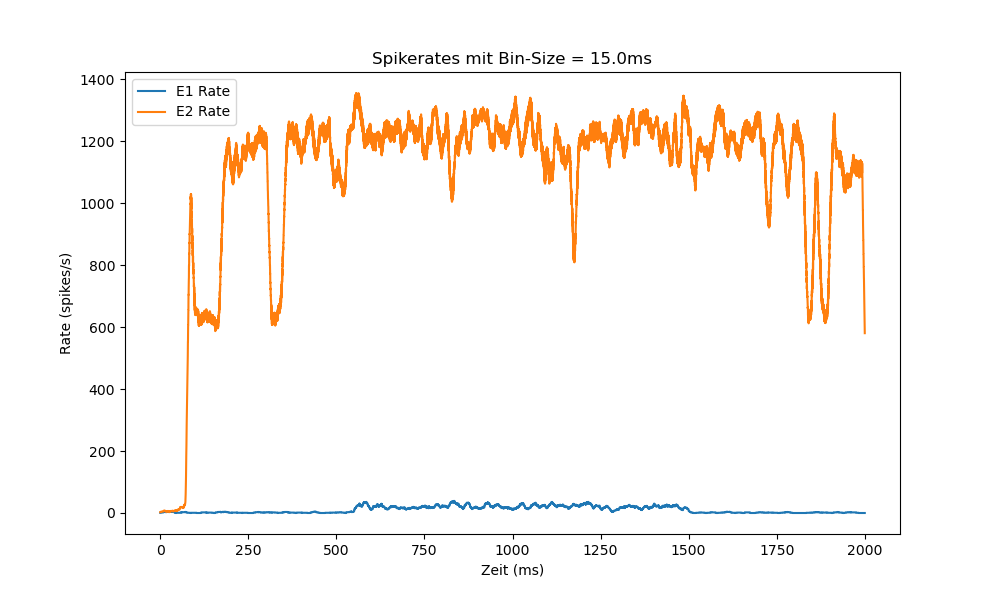 Spikerates mit Bin-Size = 15.0ms
E1 Rate
E2 Rate
1400
1200
1000
800
600
400
200
0
Rate (spikes/s)
0 250 500 750 1000 1250 1500 1750 2000
Zeit (ms)